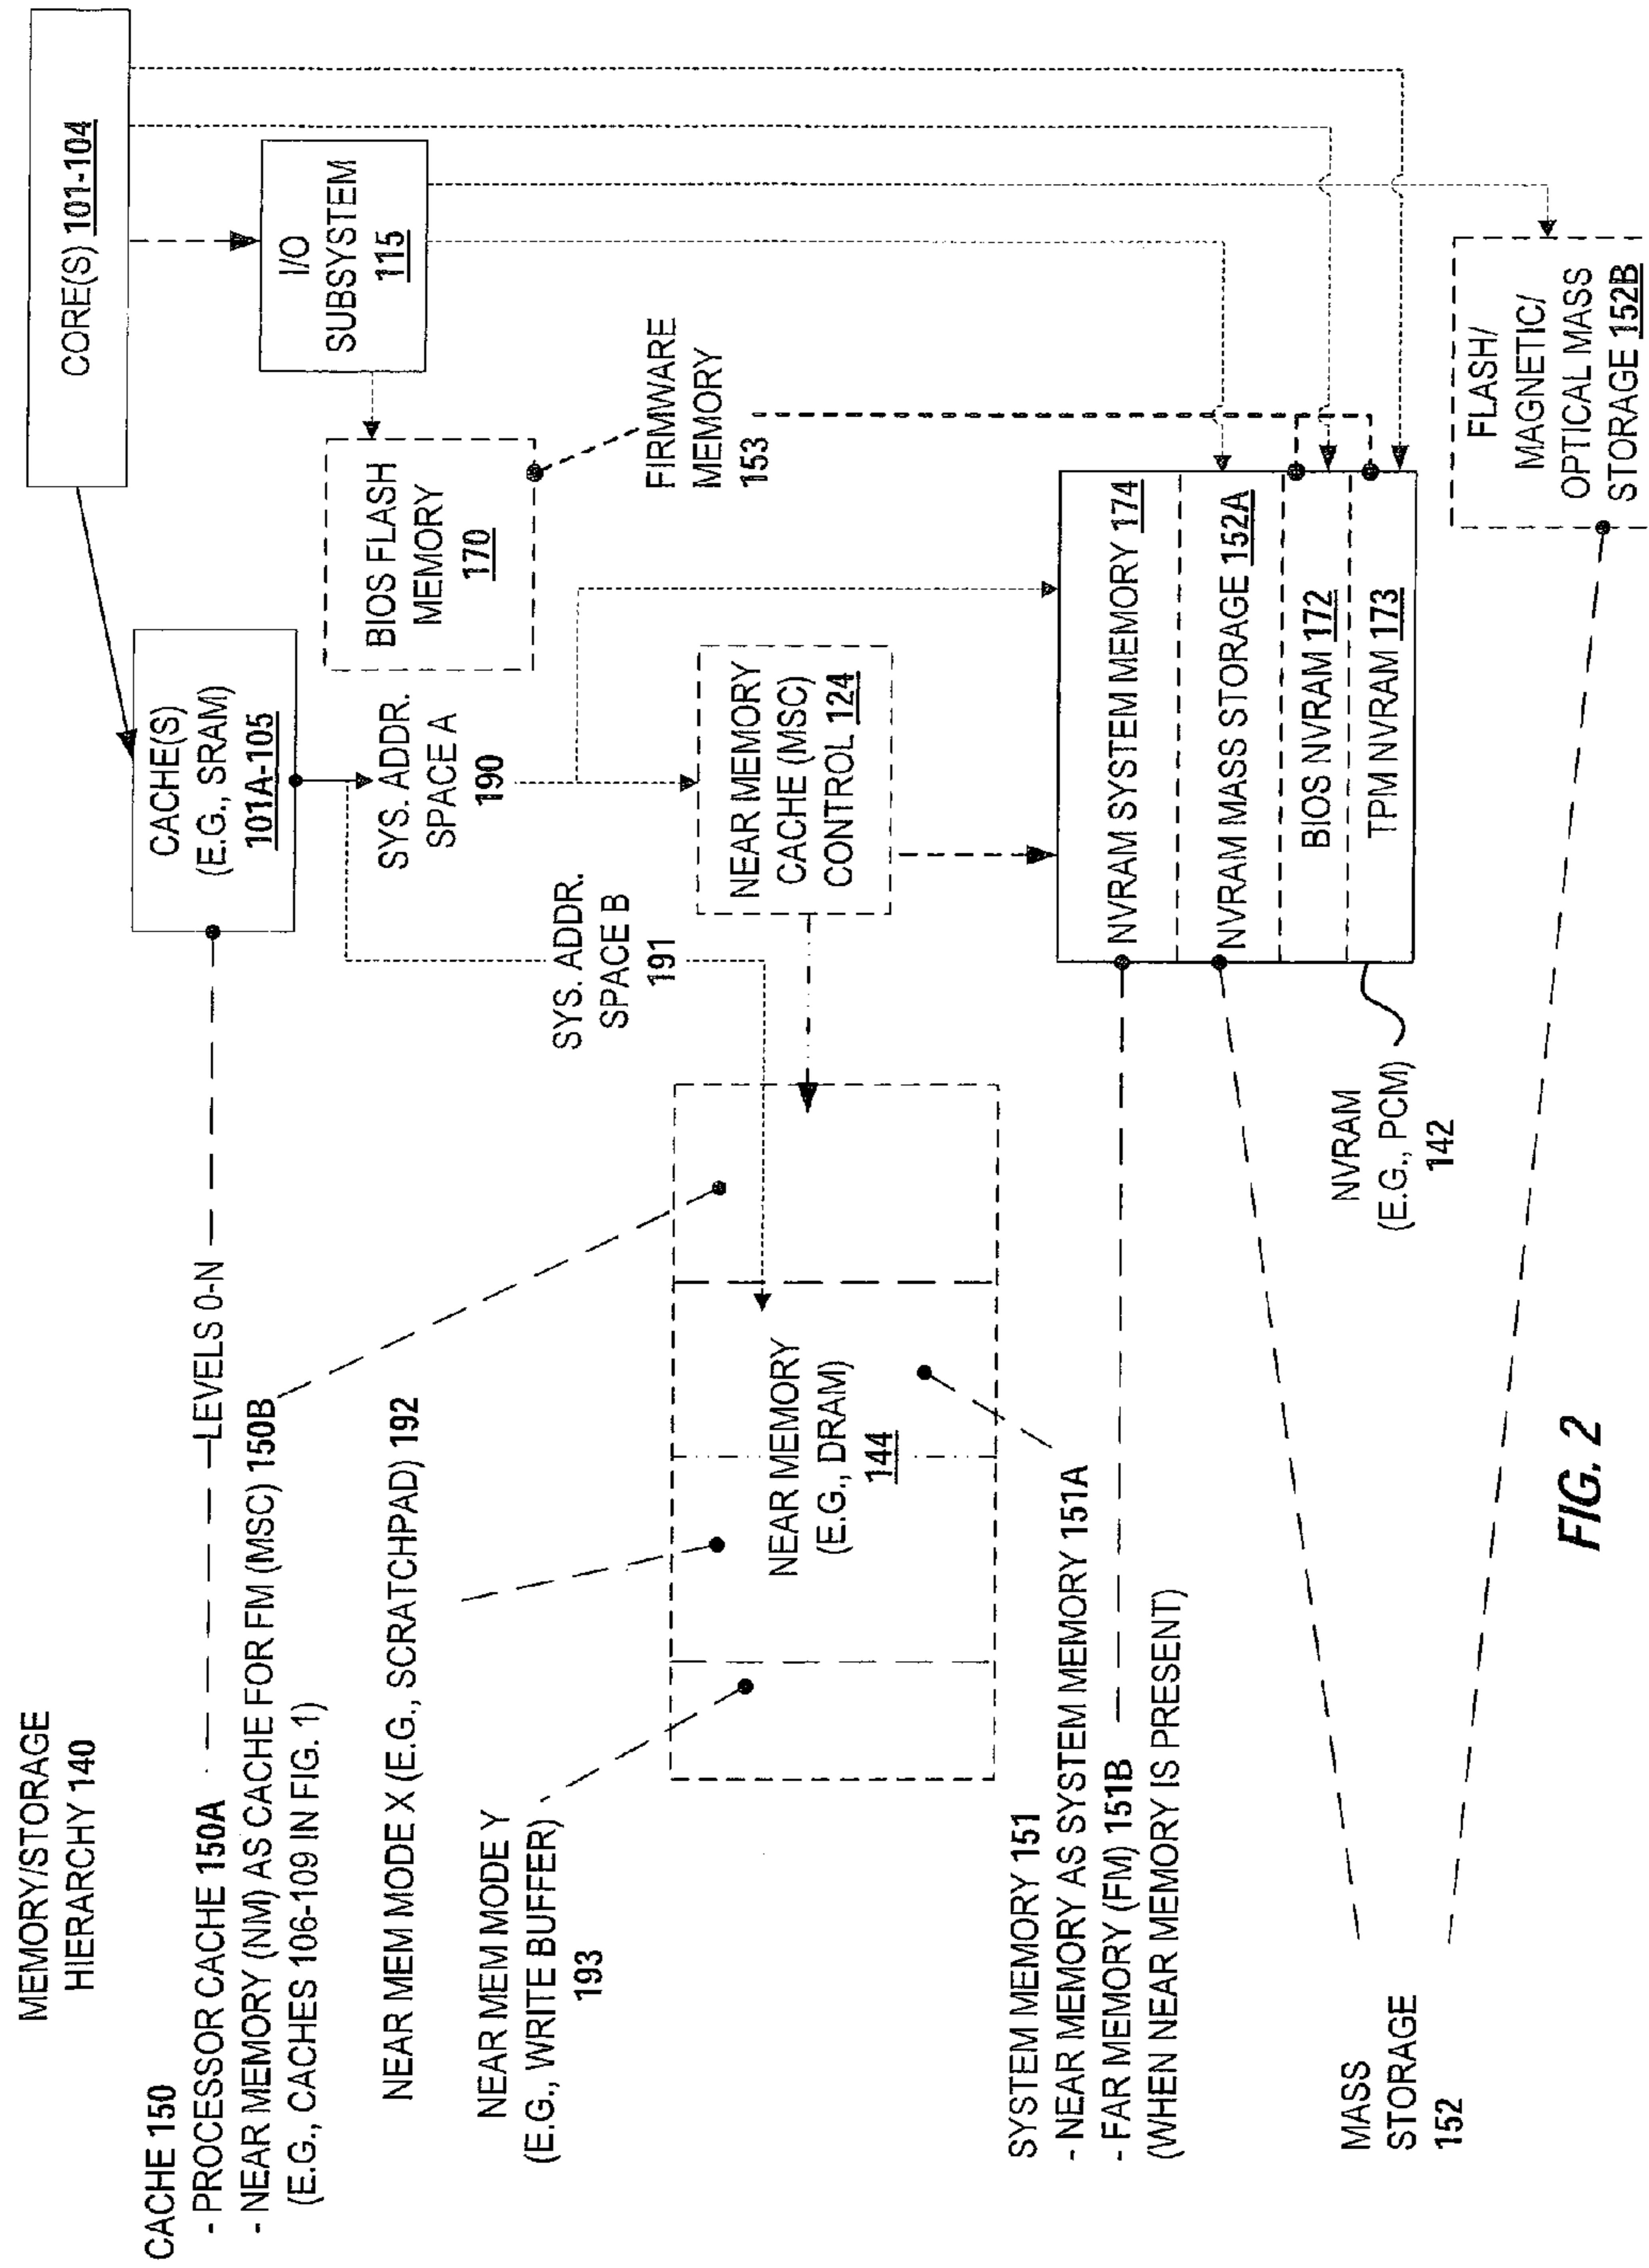 MEMORY/STORAGE
HIERARCHY 140
CACHE 150
- PROCESSOR CACHE 150A
- NEAR MEMORY (NM) AS CACHE FOR FM (MSC) 150B
(E.G., CACHES 106-109 IN FIG. 1)
LEVELS 0-N
NEAR MEM MODE X (E.G., SCRATCHPAD) 192
NEAR MEM MODE Y
(E.G., WRITE BUFFER)
193
SYSTEM MEMORY 151
- NEAR MEMORY AS SYSTEM MEMORY 151A
- FAR MEMORY (FM) 151B
(WHEN NEAR MEMORY IS PRESENT)
MASS
STORAGE
152
NEAR MEMORY
(E.G., DRAM)
144
CORE(S) 101-104
CACHE(S)
(E.G., SRAM)
101A-105
I/O
SUBSYSTEM
115
SYS. ADDR.
SPACE A
190
BIOS FLASH
MEMORY
170
FIRMWARE
MEMORY
153
SYS. ADDR.
SPACE B
191
NEAR MEMORY
CACHE (MSC)
CONTROL 124
NVRAM SYSTEM MEMORY 174
NVRAM MASS STORAGE 152A
BIOS NVRAM 172
TPM NVRAM 173
NVRAM
(E.G., PCM)
142
FLASH/
MAGNETIC/
OPTICAL MASS
STORAGE 152B
FIG. 2